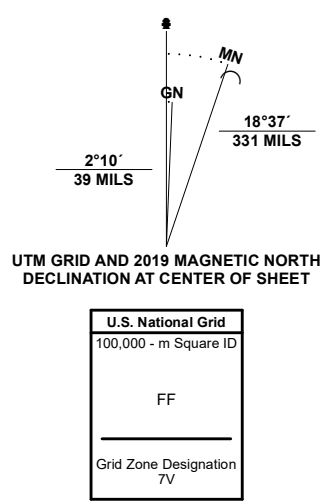 MN
GN
18°37´
331 MILS
2°10´
39 MILS
UTM GRID AND 2019 MAGNETIC NORTH
DECLINATION AT CENTER OF SHEET
U.S. National Grid
100,000 - m Square ID
FF
Grid Zone Designation
7V